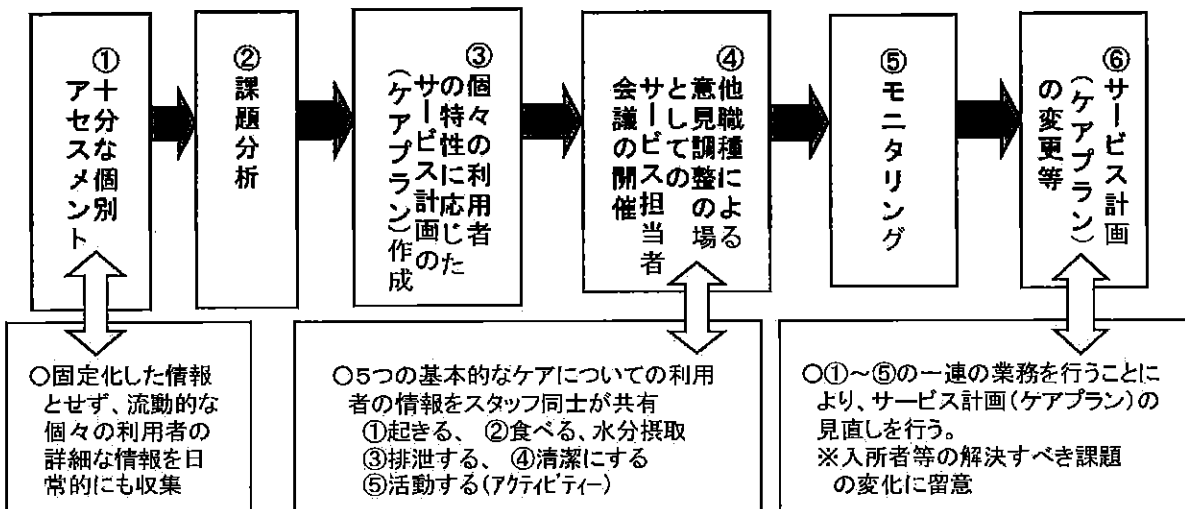 ①十分な個別
アセスメント
②課題分析
③個々の利用者
の特性に応じた
サービス計画の
(ケアプラン)作成
④他職種による
意見調整の場
としての
サービス担当者
会議の開催
⑤モニタリング
⑥サービス計画
(ケアプラン)
の変更等
○固定化した情報
とせず、流動的な
個々の利用者の
詳細な情報を日
常的にも収集
○5つの基本的なケアについての利用
者の情報をスタッフ同士が共有
①起きる、 ②食べる、水分摂取
③排泄する、 ④清潔にする
⑤活動する(アクティビティー)
○①~⑤の一連の業務を行うことに
より、サービス計画(ケアプラン)の
見直しを行う。
※入所者等の解決すべき課題
の変化に留意